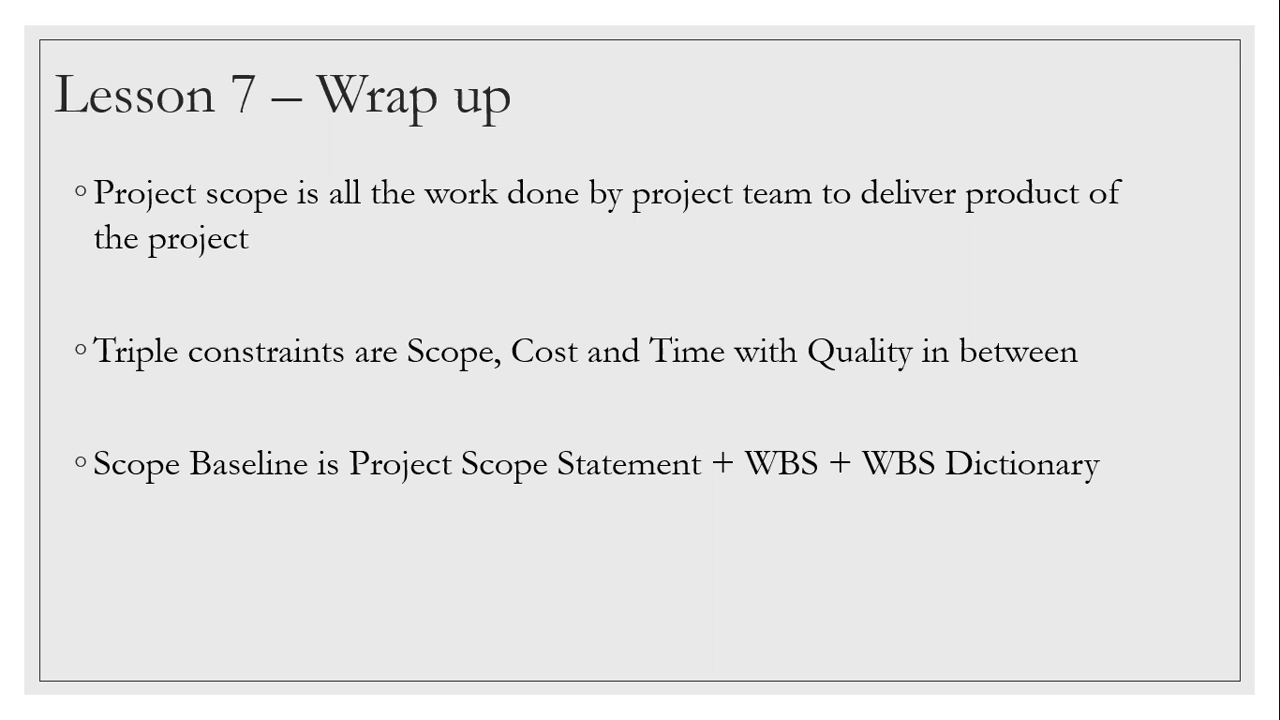 Lesson 7 – Wrap up
◦ Project scope is all the work done by project team to deliver product of
the project
◦ Triple constraints are Scope, Cost and Time with Quality in between
◦ Scope Baseline is Project Scope Statement + WBS + WBS Dictionary